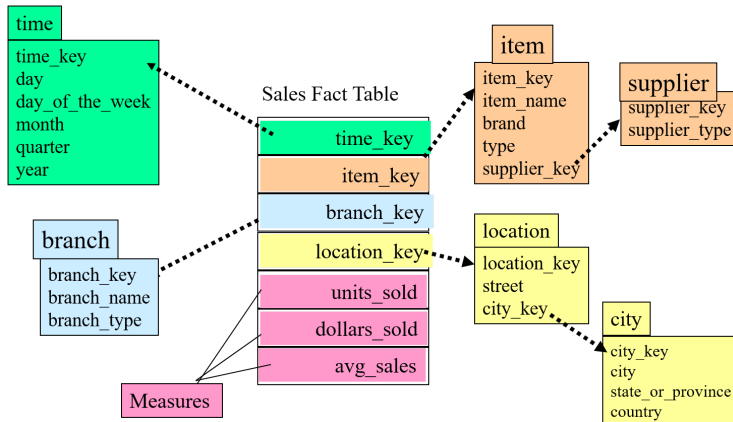 time
time_key
day
day_of_the_week
month
quarter
year
Sales Fact Table
time_key
item_key
branch_key
location_key
units_sold
dollars_sold
avg_sales
Measures
branch
branch_key
branch_name
branch_type
item
item_key
item_name
brand
type
supplier_key
supplier
supplier_key
supplier_type
location
location_key
street
city_key
city
city_key
city
state_or_province
country